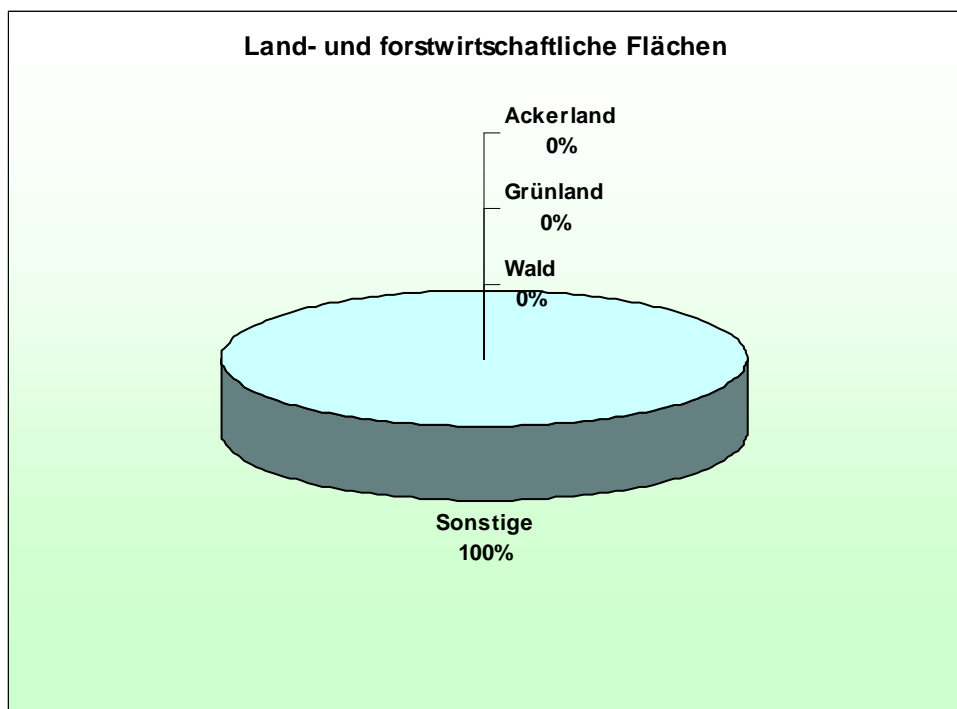 Land- und forstwirtschaftliche Flächen
Ackerland
0%
Grünland
0%
Wald
0%
Sonstige
100%